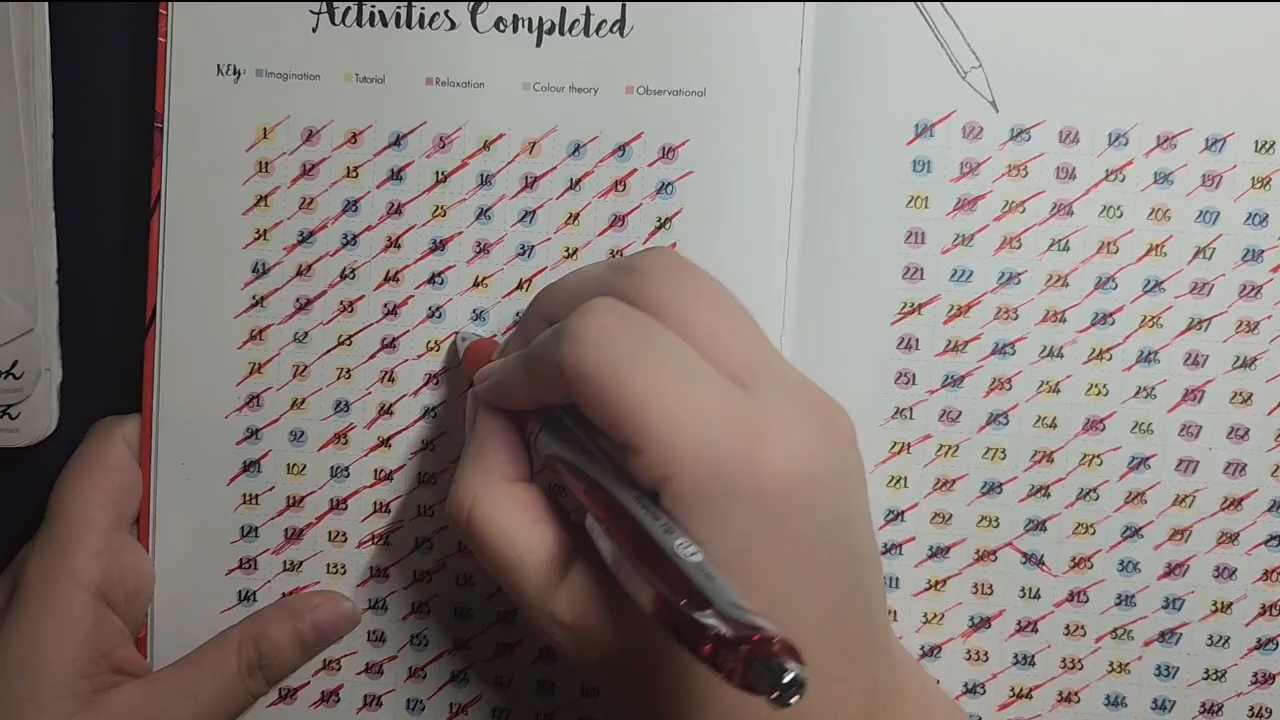 Activities Completed
KEY: Imagination Tutorial Relaxation Colour theory Observational
1 2 3 4 5 6 7 8 9 10
11 12 13 14 15 16 17 18 19 20
21 22 23 24 25 26 27 28 29 30
31 32 33 34 35 36 37 38 39
41 42 43 44 45 46 47
51 52 53 54 55 56
61 62 63 64 65
71 72 73 74 75
81 82 83 84 85
91 92 93 94 95
101 102 103 104 105
111 112 113 114 115
121 122 123 124 125
131 132 133 134 135 136
141 144 145
154 155
163 164 165 166
172 173 174 175 176 177
181 182 183 184 185 186 187 188
191 192 193 194 195 196 197 198
201 202 203 204 205 206 207 208
211 212 213 214 215 216 217 218
221 222 223 224 225 226 227 228
231 232 233 234 235 236 237 238
241 242 243 244 245 246 247 248
251 252 253 254 255 256 257 258
261 262 263 264 265 266 267 268
271 272 273 274 275 276 277 278
281 282 283 284 285 286 287 288
291 292 293 294 295 296 297 298
301 302 303 304 305 306 307 308
312 313 314 315 316 317 318 319
322 323 324 325 326 327 328 329
332 333 334 335 336 337 338 339
343 344 345 346 347 348 349
Needle Tip